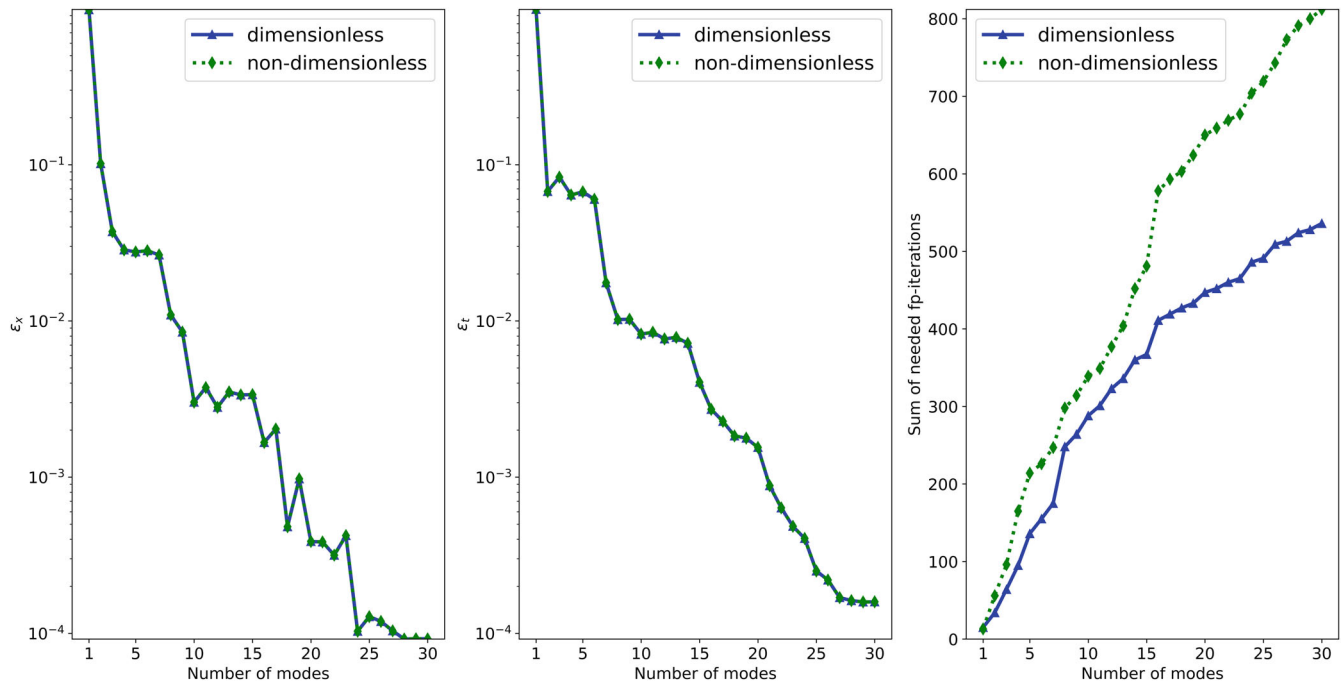 dimensionless
non-dimensionless
10⁻¹
10⁻²
10⁻³
10⁻⁴
εₓ
1 5 10 15 20 25 30
Number of modes
dimensionless
non-dimensionless
10⁻¹
10⁻²
10⁻³
10⁻⁴
εₜ
1 5 10 15 20 25 30
Number of modes
dimensionless
non-dimensionless
800
700
600
500
400
300
200
100
0
Sum of needed fp-iterations
1 5 10 15 20 25 30
Number of modes